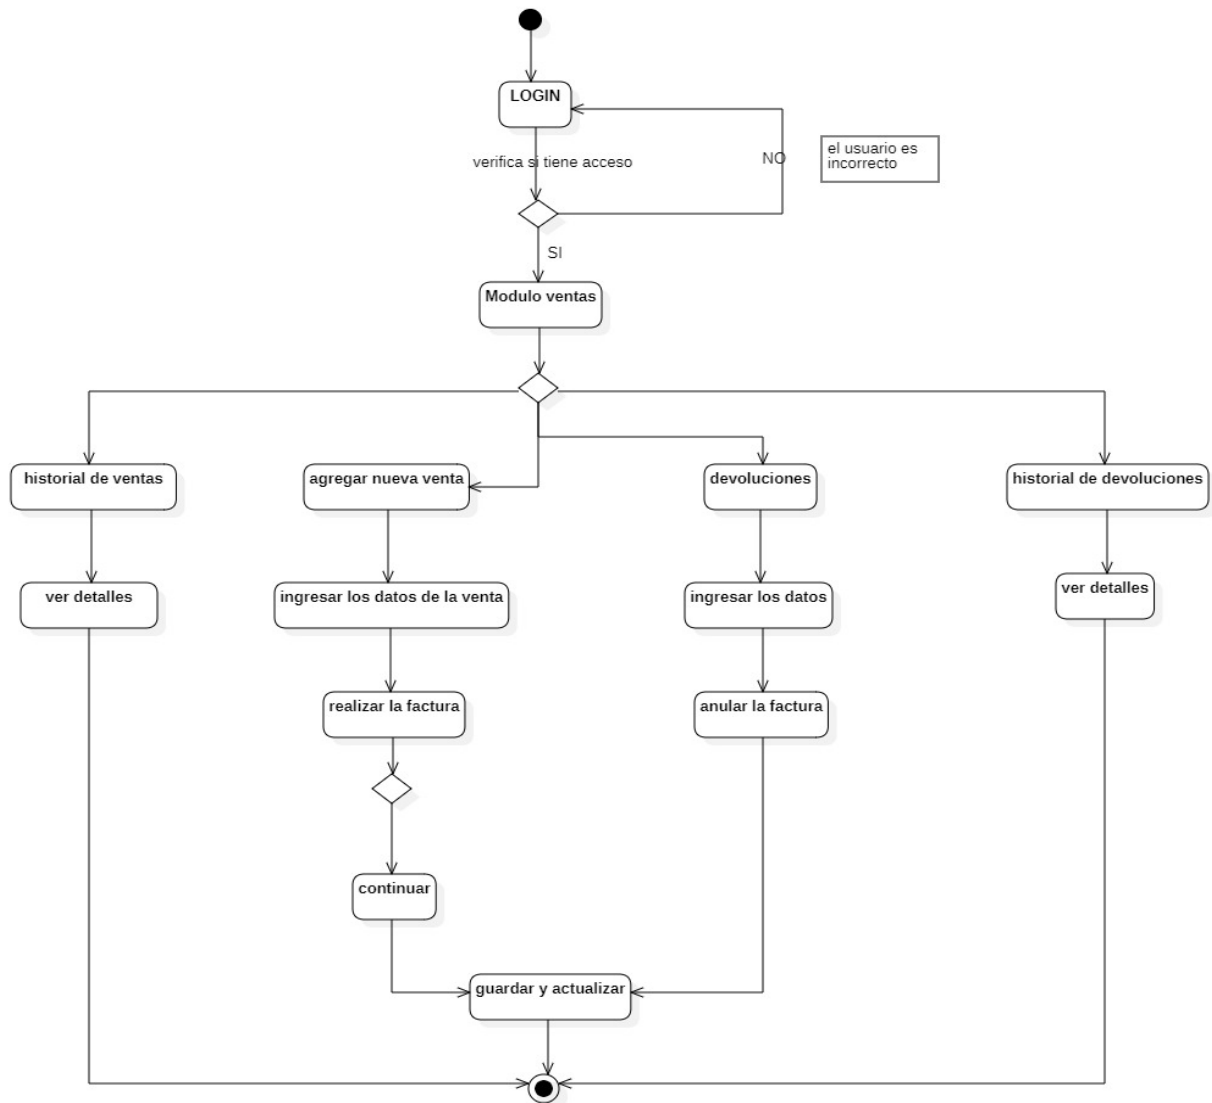 LOGIN
verifica si tiene acceso
NO
el usuario es
incorrecto
SI
Modulo ventas
historial de ventas
agregar nueva venta
devoluciones
historial de devoluciones
ver detalles
ingresar los datos de la venta
ingresar los datos
ver detalles
realizar la factura
anular la factura
continuar
guardar y actualizar